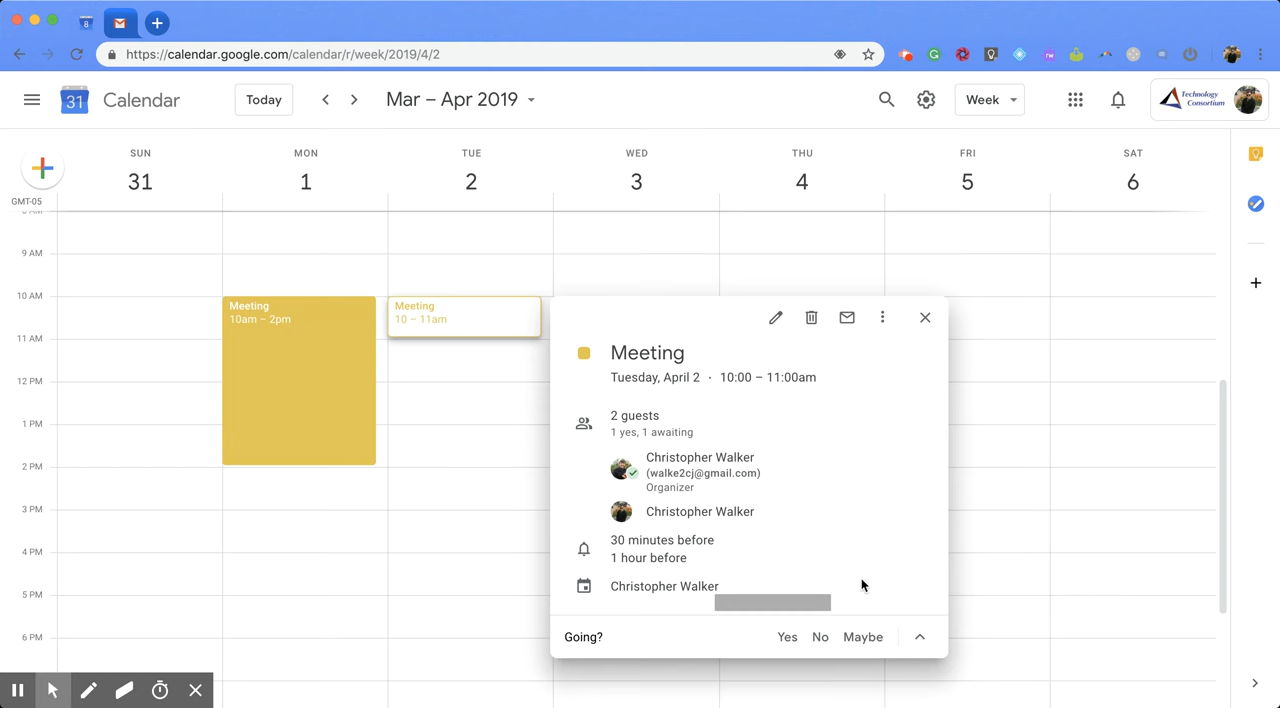 8
https://calendar.google.com/calendar/r/week/2019/4/2
31 Calendar Today Mar – Apr 2019 Week Technology
Consortium
SUN MON TUE WED THU FRI SAT
31 1 2 3 4 5 6
GMT-05
9 AM
10 AM
11 AM
12 PM
1 PM
2 PM
3 PM
4 PM
5 PM
6 PM
Meeting
10am – 2pm
Meeting
10 – 11am
Meeting
Tuesday, April 2 · 10:00 – 11:00am
2 guests
1 yes, 1 awaiting
Christopher Walker
(walke2cj@gmail.com)
Organizer
Christopher Walker
30 minutes before
1 hour before
Christopher Walker
Going? Yes No Maybe